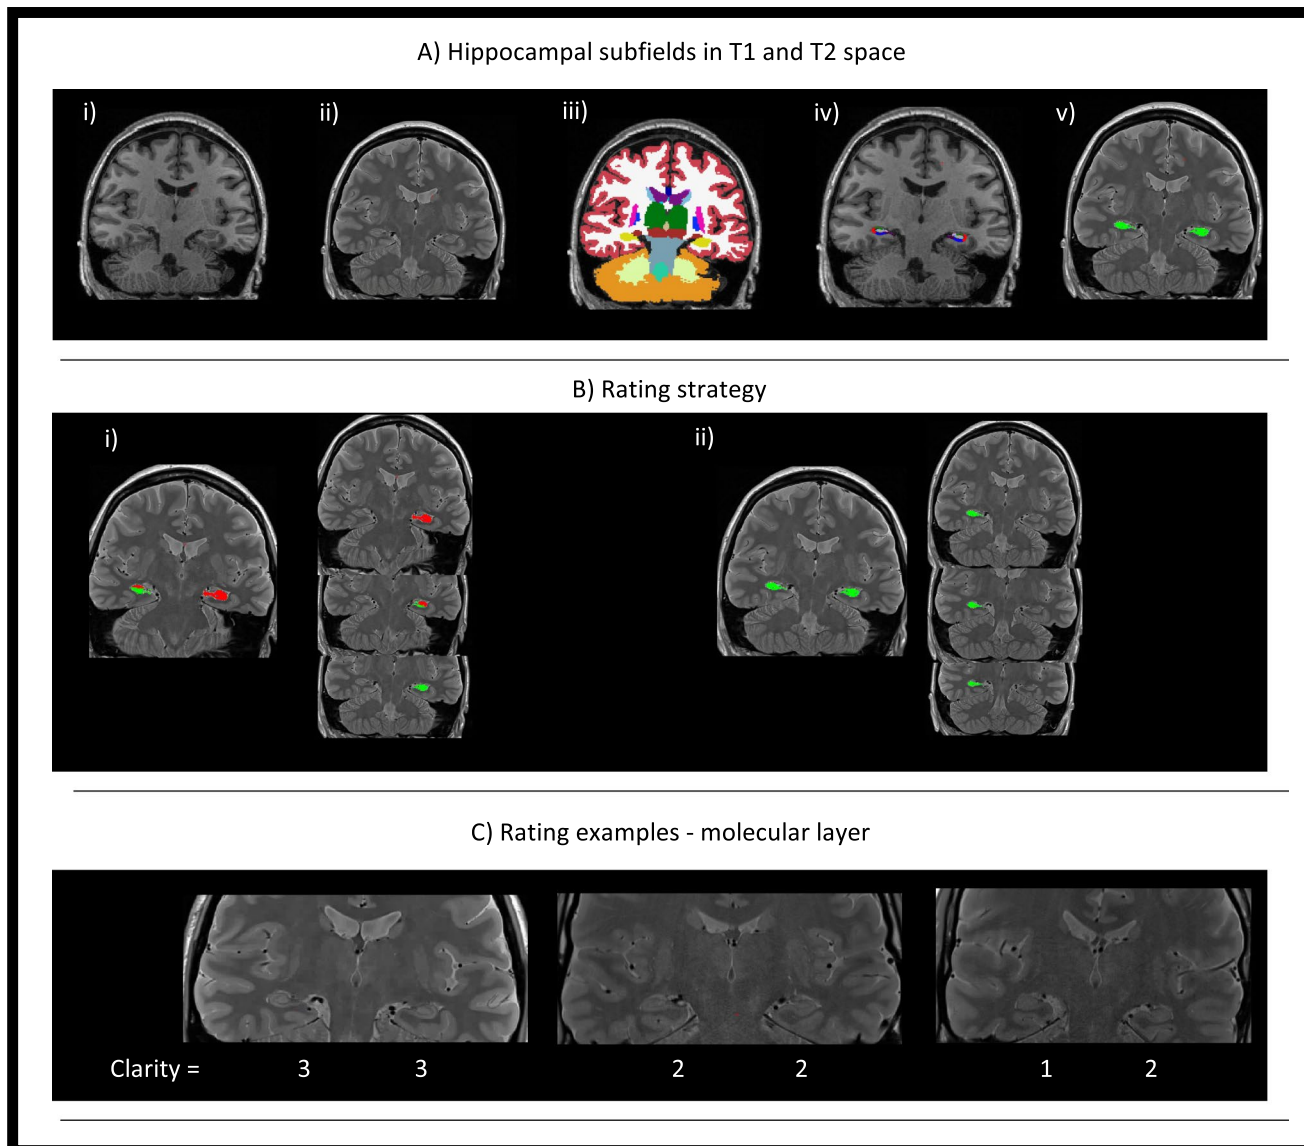 A) Hippocampal subfields in T1 and T2 space
i) ii) iii) iv) v)
B) Rating strategy
i) ii)
C) Rating examples - molecular layer
Clarity = 3 3 2 2 1 2